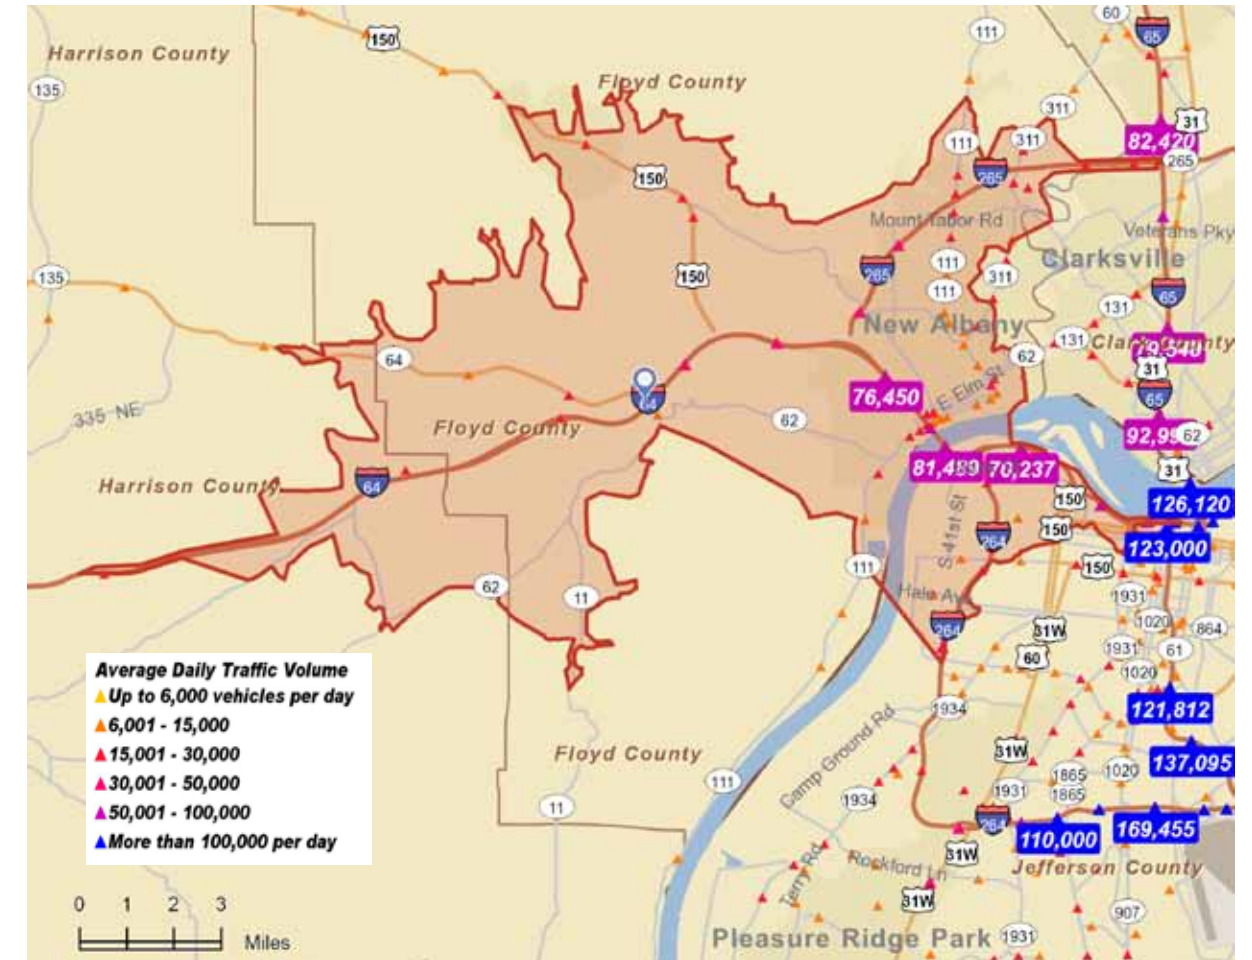 60
65
111
150
Harrison County
Floyd County
135
311
31
82,420
111
311
265
265
150
Mount Tabor Rd
Veterans Pky
111
Clarksville
265
135
150
311
111
65
131
New Albany
131
Clark County
62
64
31
65
76,450
E Elm St
64
335 NE
62
Floyd County
62
81,489
70,237
31
Harrison County
64
150
126,120
150
S 41st St
264
123,000
111
150
62
11
Hale Av
1931
264
31W
1020
864
60
1931
61
1020
Average Daily Traffic Volume
Up to 6,000 vehicles per day
6,001 - 15,000
15,001 - 30,000
30,001 - 50,000
50,001 - 100,000
More than 100,000 per day
1934
121,812
Camp Ground Rd
31W
Floyd County
137,095
111
1865
1020
1931
1865
1934
11
264
110,000
169,455
31W
Rockford Ln
Jefferson County
Terry Rd
31W
0 1 2 3
907
Miles
Pleasure Ridge Park
1931